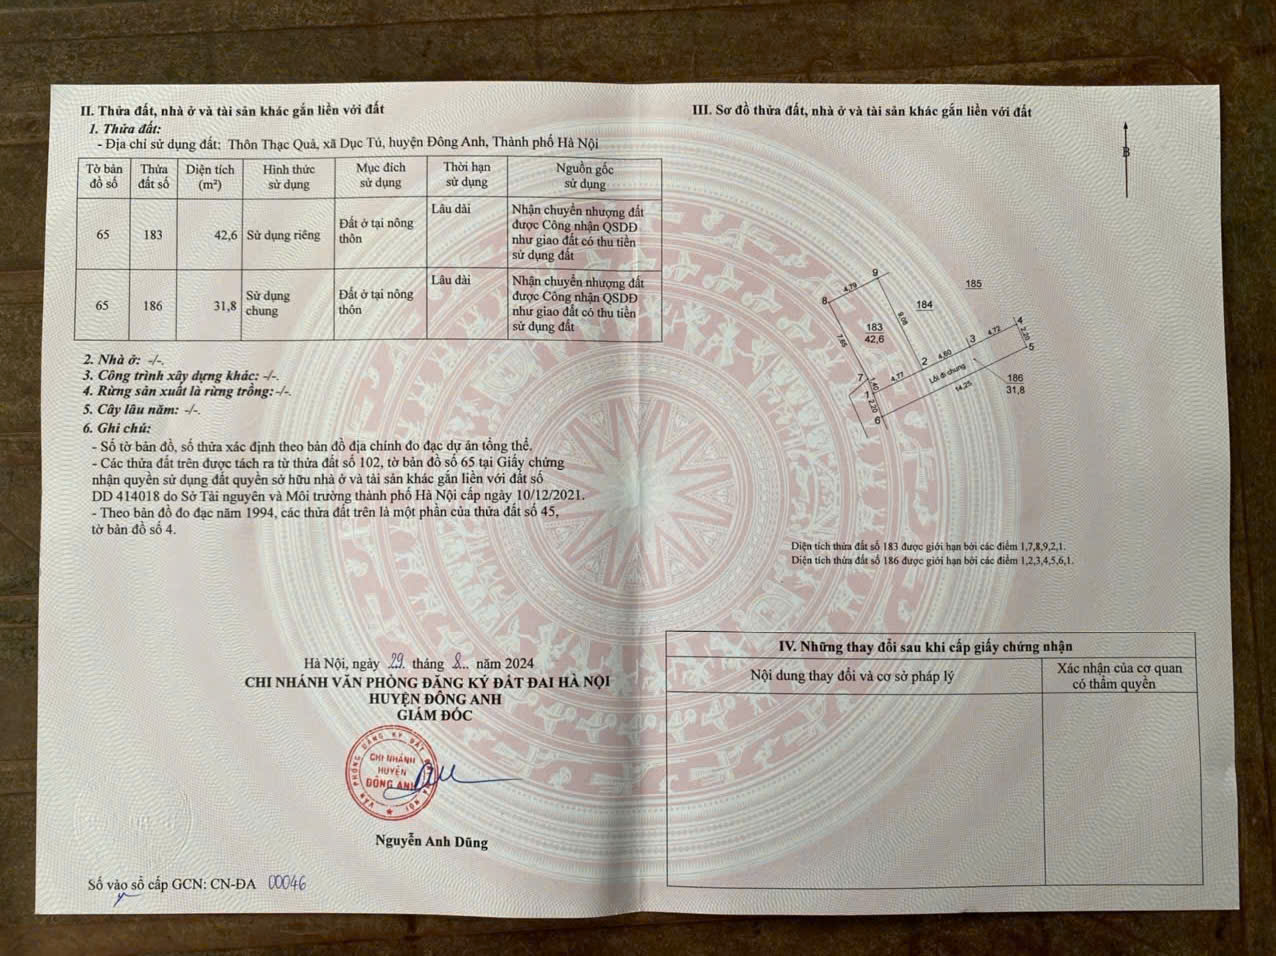 II. Thửa đất, nhà ở và tài sản khác gắn liền với đất
1. Thửa đất:
- Địa chỉ sử dụng đất: Thôn Thạc Quả, xã Dục Tú, huyện Đông Anh, Thành phố Hà Nội
Tờ bản đồ số | Thửa đất số | Diện tích (m²) | Hình thức sử dụng | Mục đích sử dụng | Thời hạn sử dụng | Nguồn gốc sử dụng
65 | 183 | 42,6 | Sử dụng riêng | Đất ở tại nông thôn | Lâu dài | Nhận chuyển nhượng đất được Công nhận QSDĐ như giao đất có thu tiền sử dụng đất
65 | 186 | 31,8 | Sử dụng chung | Đất ở tại nông thôn | Lâu dài | Nhận chuyển nhượng đất được Công nhận QSDĐ như giao đất có thu tiền sử dụng đất
2. Nhà ở: -/-.
3. Công trình xây dựng khác: -/-.
4. Rừng sản xuất là rừng trồng: -/-.
5. Cây lâu năm: -/-.
6. Ghi chú:
- Số tờ bản đồ, số thửa xác định theo bản đồ địa chính đo đạc dự án tổng thể.
- Các thửa đất trên được tách ra từ thửa đất số 102, tờ bản đồ số 65 tại Giấy chứng
nhận quyền sử dụng đất quyền sở hữu nhà ở và tài sản khác gắn liền với đất số
DD 414018 do Sở Tài nguyên và Môi trường thành phố Hà Nội cấp ngày 10/12/2021.
- Theo bản đồ đo đạc năm 1994, các thửa đất trên là một phần của thửa đất số 45,
tờ bản đồ số 4.
Hà Nội, ngày 29 tháng 8 năm 2024
CHI NHÁNH VĂN PHÒNG ĐĂNG KÝ ĐẤT ĐAI HÀ NỘI
HUYỆN ĐÔNG ANH
GIÁM ĐỐC
VĂN PHÒNG ĐĂNG KÝ ĐẤT
CHI NHÁNH
HUYỆN
ĐÔNG ANH
Nguyễn Anh Dũng
Số vào sổ cấp GCN: CN-ĐA 00046
III. Sơ đồ thửa đất, nhà ở và tài sản khác gắn liền với đất
B
9
4,79
8
185
184
9,08
183
42,6
7,65
4
4,72
2,20
3
5
4,60
2
Lối đi chung
4,77
14,25
7
1,40
1
2,20
6
186
31,8
Diện tích thửa đất số 183 được giới hạn bởi các điểm 1,7,8,9,2,1.
Diện tích thửa đất số 186 được giới hạn bởi các điểm 1,2,3,4,5,6,1.
IV. Những thay đổi sau khi cấp giấy chứng nhận
Nội dung thay đổi và cơ sở pháp lý | Xác nhận của cơ quan có thẩm quyền